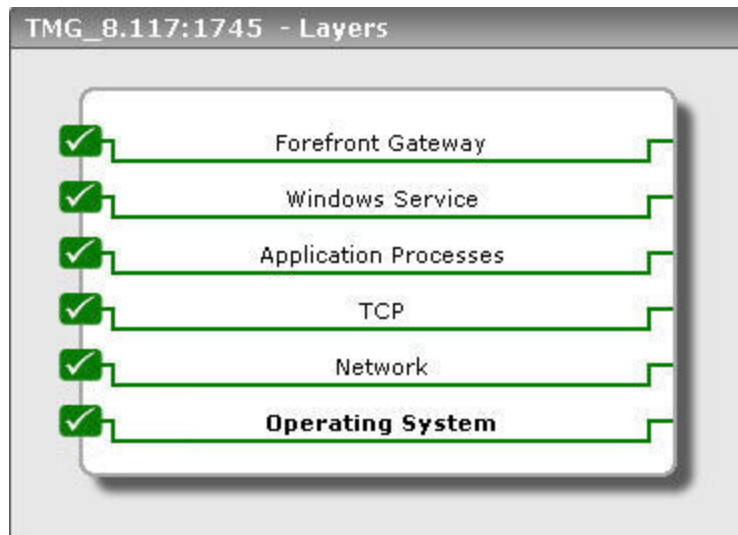 TMG_8.117:1745 - Layers
Forefront Gateway
Windows Service
Application Processes
TCP
Network
Operating System